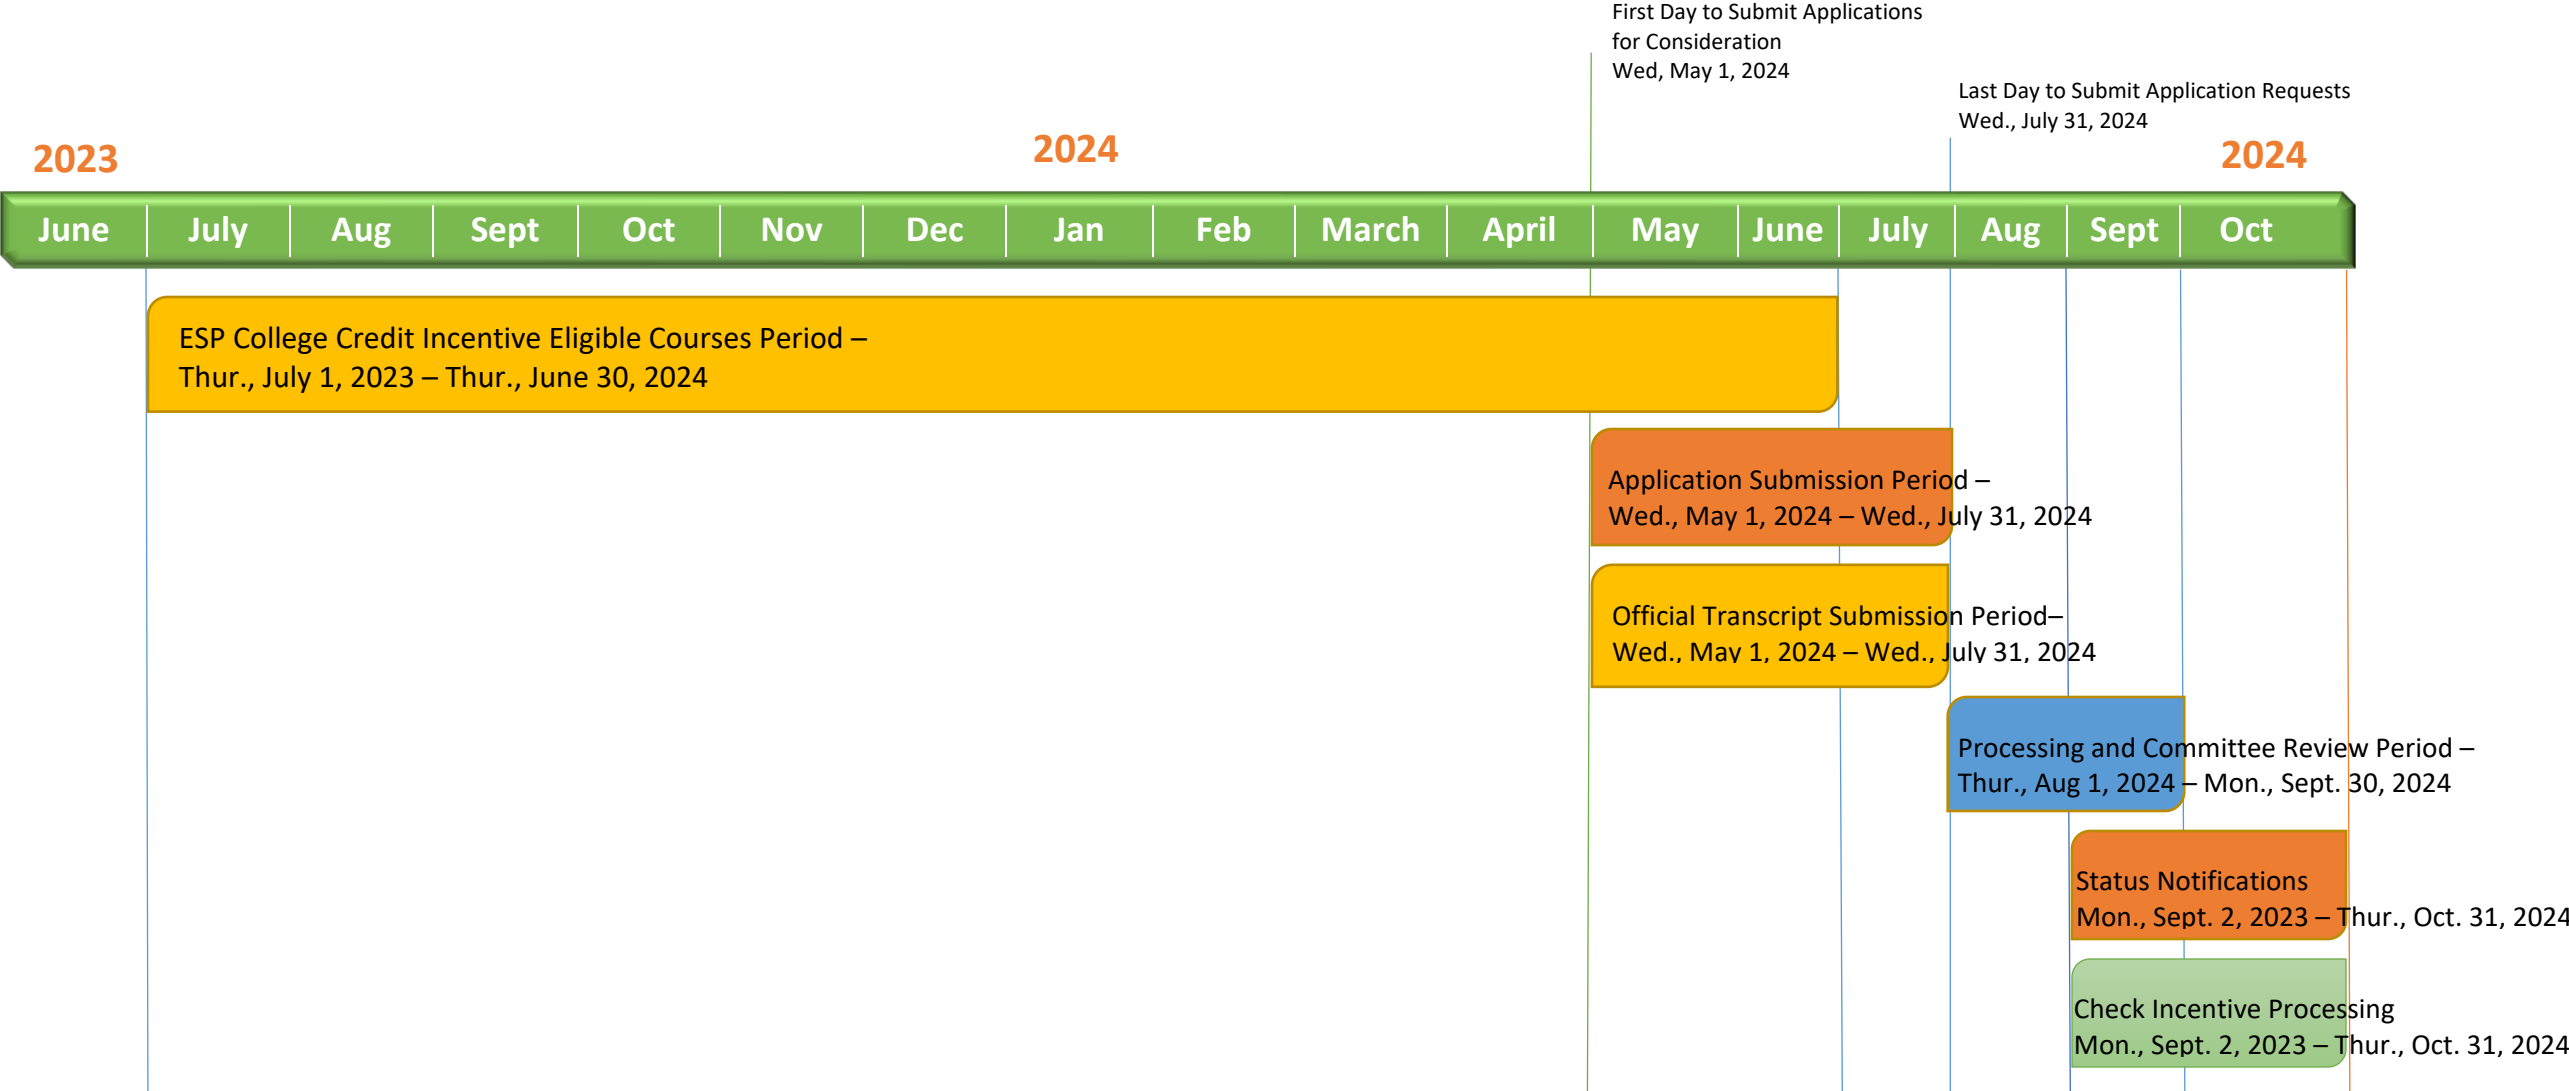 First Day to Submit Applications
for Consideration
Wed, May 1, 2024
Last Day to Submit Application Requests
Wed., July 31, 2024
2023
2024
2024
June July Aug Sept Oct Nov Dec Jan Feb March April May June July Aug Sept Oct
ESP College Credit Incentive Eligible Courses Period –
Thur., July 1, 2023 – Thur., June 30, 2024
Application Submission Period –
Wed., May 1, 2024 – Wed., July 31, 2024
Official Transcript Submission Period–
Wed., May 1, 2024 – Wed., July 31, 2024
Processing and Committee Review Period –
Thur., Aug 1, 2024 – Mon., Sept. 30, 2024
Status Notifications
Mon., Sept. 2, 2023 – Thur., Oct. 31, 2024
Check Incentive Processing
Mon., Sept. 2, 2023 – Thur., Oct. 31, 2024